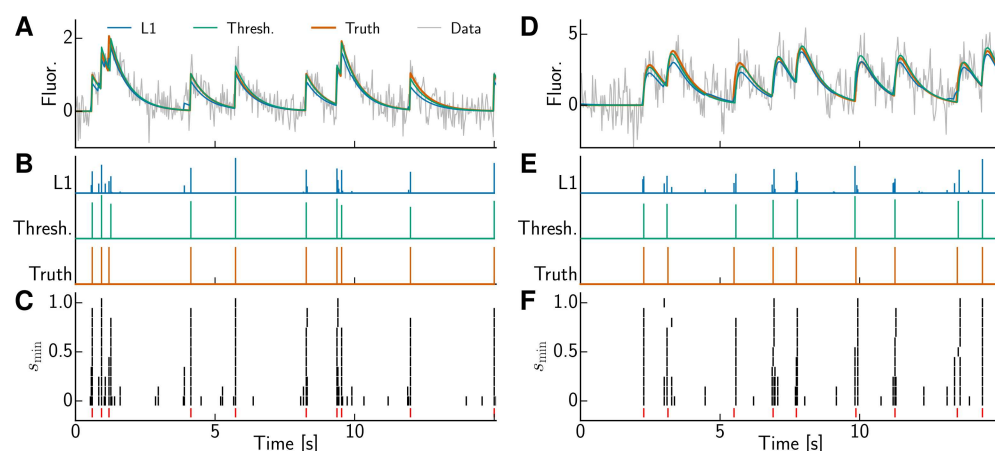 A
L1
Thresh.
Truth
Data
Fluor.
2
0
B
L1
Thresh.
Truth
C
1.0
0.5
0
s_min
0
5
10
Time [s]
D
Fluor.
5
0
E
L1
Thresh.
Truth
F
1.0
0.5
0
s_min
0
5
10
Time [s]